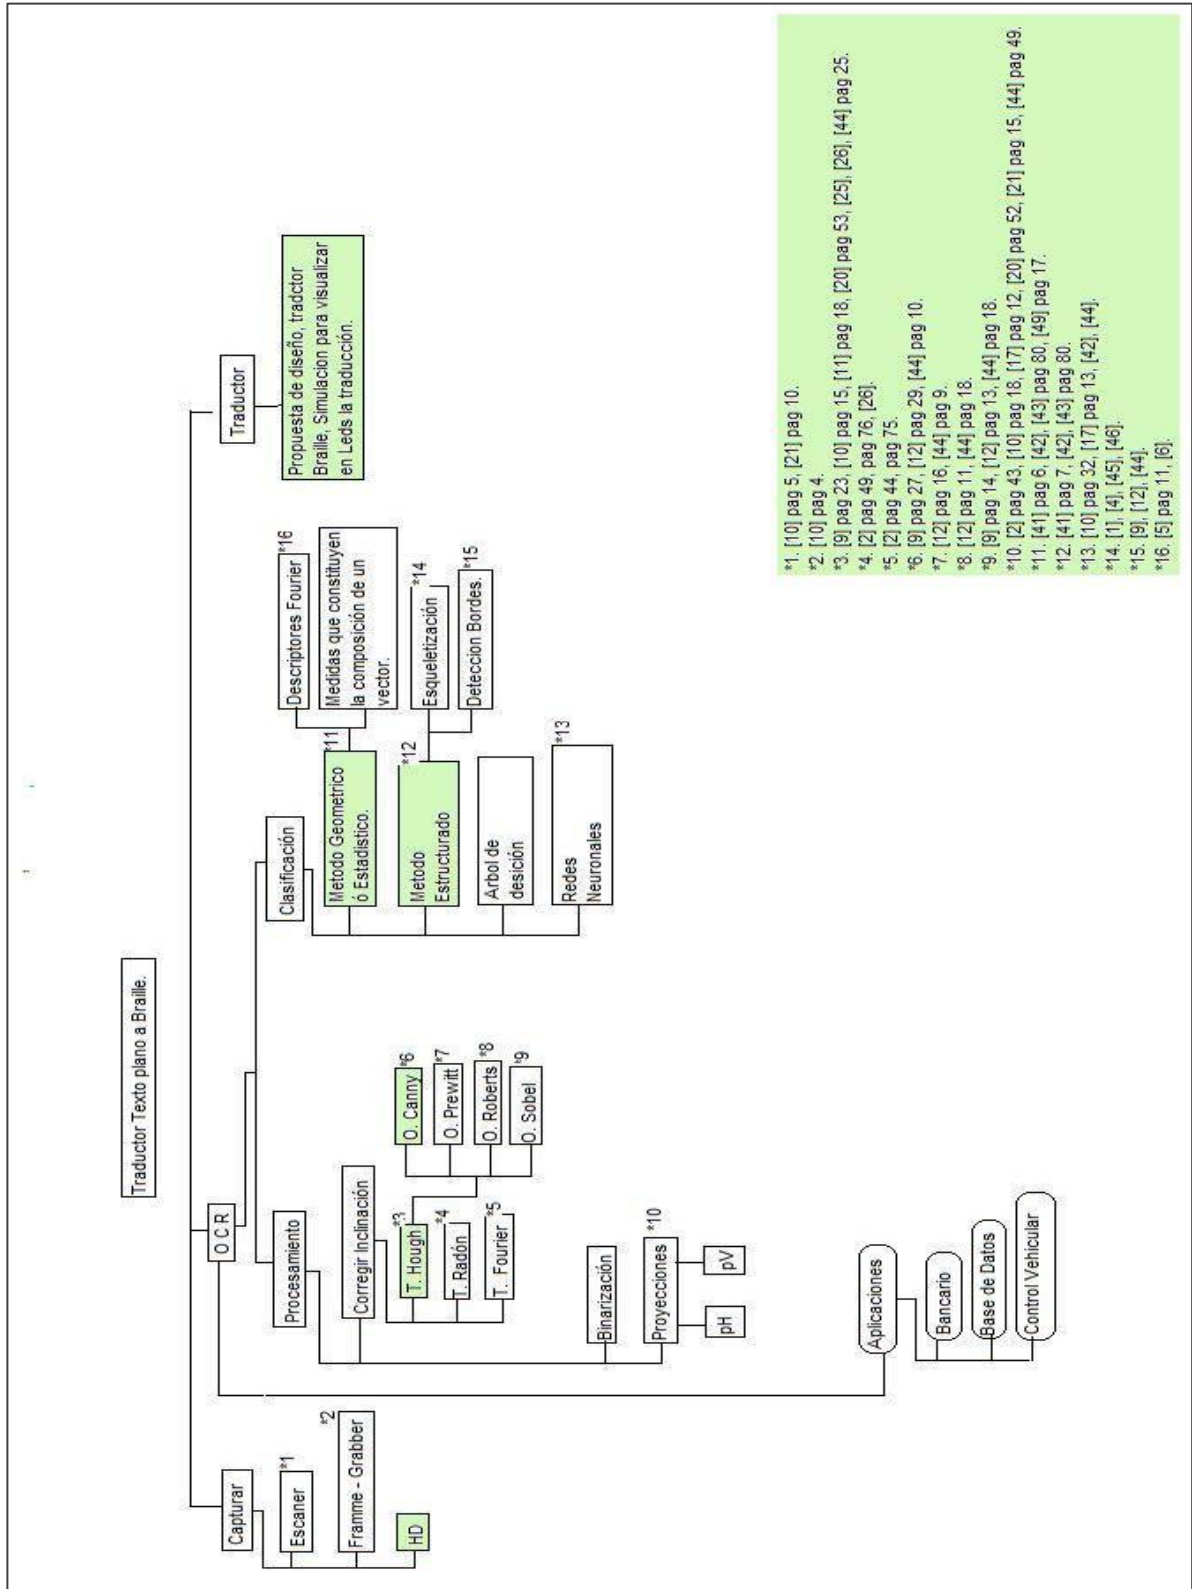 Traductor Texto plano a Braille.
Capturar
Escaner
*1
Framme - Grabber
*2
HD
O C R
Procesamiento
Corregir Inclinación
T. Hough
*3
T. Radón
*4
T. Fourier
*5
O. Canny
*6
O. Prewitt
*7
O. Roberts
*8
O. Sobel
*9
Binarización
Proyecciones
*10
pH
pV
Aplicaciones
Bancario
Base de Datos
Control Vehicular
Clasificación
Metodo Geometrico
ó Estadistico.
*11
Descriptores Fourier
*16
Medidas que constituyen
la composición de un
vector.
Metodo
Estructurado
*12
Esqueletización
*14
Deteccion Bordes.
*15
Arbol de
desición
Redes
Neuronales
*13
Traductor
Propuesta de diseño, tradctor
Braille, Simulacion para visualizar
en Leds la traducción.
*1. [10] pag 5, [21] pag 10.
*2. [10] pag 4.
*3. [9] pag 23, [10] pag 15, [11] pag 18, [20] pag 53, [25], [26], [44] pag 25.
*4. [2] pag 49, pag 76, [26].
*5. [2] pag 44, pag 75.
*6. [9] pag 27, [12] pag 29, [44] pag 10.
*7. [12] pag 16, [44] pag 9.
*8. [12] pag 11, [44] pag 18.
*9. [9] pag 14, [12] pag 13, [44] pag 18.
*10. [2] pag 43, [10] pag 18, [17] pag 12, [20] pag 52, [21] pag 15, [44] pag 49.
*11. [41] pag 6, [42], [43] pag 80, [49] pag 17.
*12. [41] pag 7, [42], [43] pag 80.
*13. [10] pag 32, [17] pag 13, [42], [44].
*14. [1], [4], [45], [46].
*15. [9], [12], [44].
*16. [5] pag 11, [6].